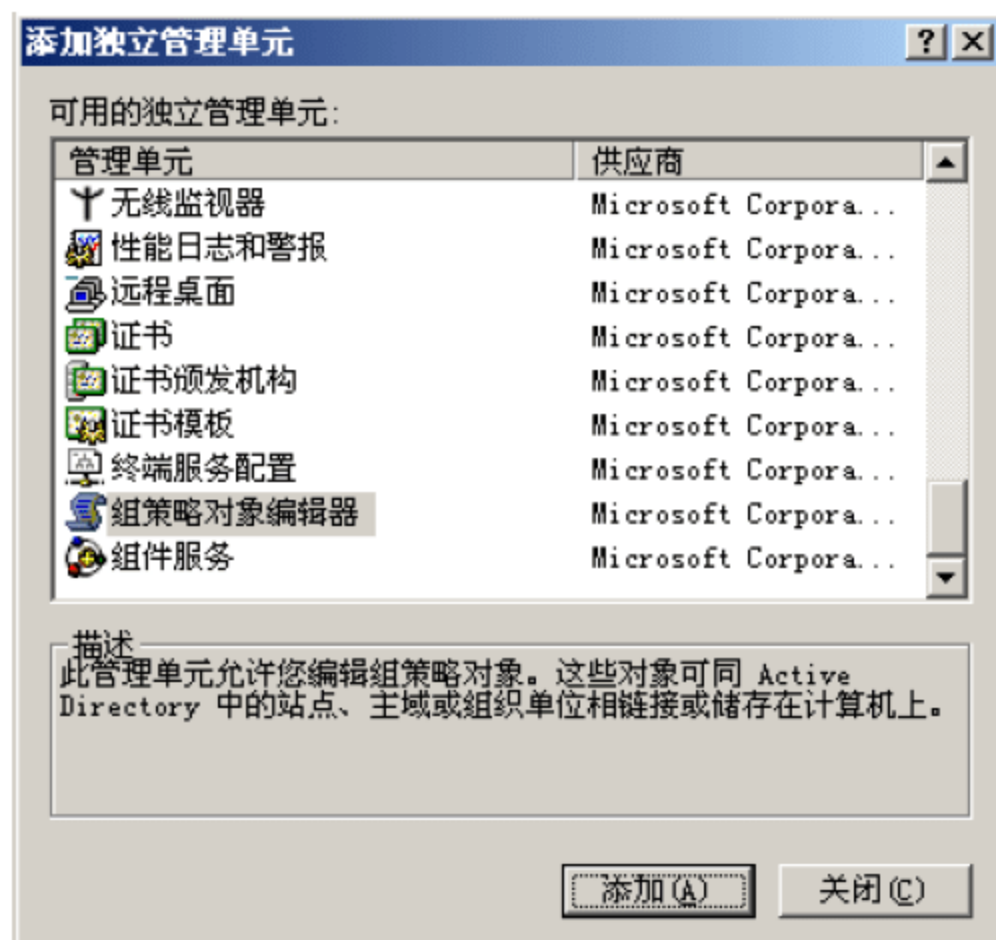 添加独立管理单元
可用的独立管理单元:
管理单元 供应商
无线监视器 Microsoft Corpora...
性能日志和警报 Microsoft Corpora...
远程桌面 Microsoft Corpora...
证书 Microsoft Corpora...
证书颁发机构 Microsoft Corpora...
证书模板 Microsoft Corpora...
终端服务配置 Microsoft Corpora...
组策略对象编辑器 Microsoft Corpora...
组件服务 Microsoft Corpora...
描述
此管理单元允许您编辑组策略对象。这些对象可同 Active
Directory 中的站点、主域或组织单位相链接或储存在计算机上。
添加(A) 关闭(C)